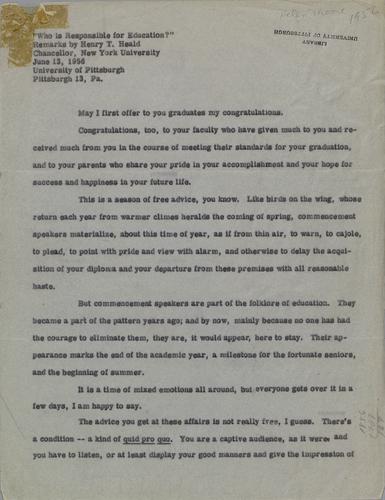 1956
UNIVERSITY OF PITTSBURGH
LIBRARY
"Who is Responsible for Education?"
Remarks by Henry T. Heald
Chancellor, New York University
June 13, 1956
University of Pittsburgh
Pittsburgh 13, Pa.
May I first offer to you graduates my congratulations.
Congratulations, too, to your faculty who have given much to you and re-
ceived much from you in the course of meeting their standards for your graduation,
and to your parents who share your pride in your accomplishment and your hope for
success and happiness in your future life.
This is a season of free advice, you know. Like birds on the wing, whose
return each year from warmer climes heralds the coming of spring, commencement
speakers materialize, about this time of year, as if from thin air, to warn, to cajole,
to plead, to point with pride and view with alarm, and otherwise to delay the acqui-
sition of your diploma and your departure from these premises with all reasonable
haste.
But commencement speakers are part of the folklore of education. They
became a part of the pattern years ago; and by now, mainly because no one has had
the courage to eliminate them, they are, it would appear, here to stay. Their ap-
pearance marks the end of the academic year, a milestone for the fortunate seniors,
and the beginning of summer.
It is a time of mixed emotions all around, but everyone gets over it in a
few days, I am happy to say.
The advice you get at these affairs is not really free, I guess. There's
a condition -- a kind of quid pro quo. You are a captive audience, as it were, and
you have to listen, or at least display your good manners and give the impression of